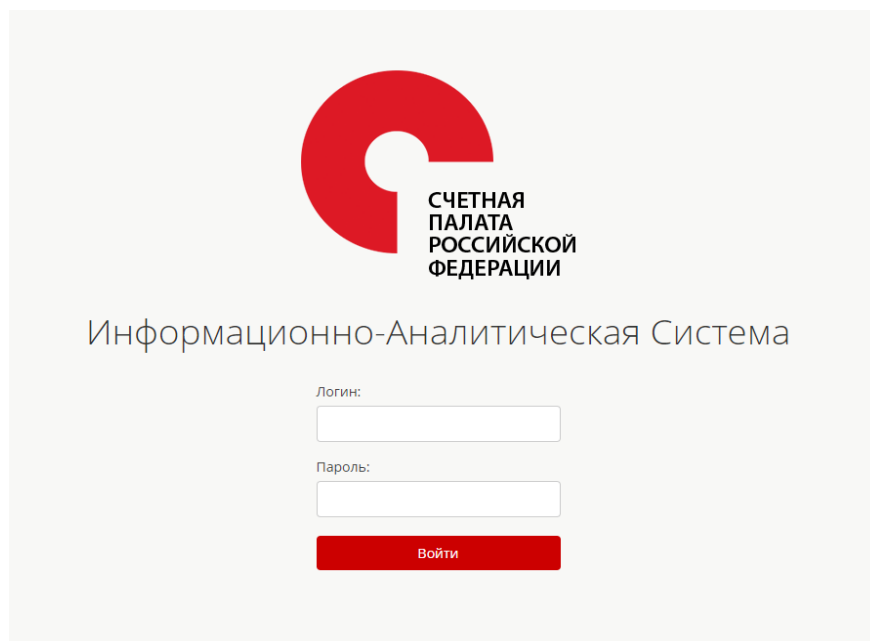 СЧЕТНАЯ
ПАЛАТА
РОССИЙСКОЙ
ФЕДЕРАЦИИ
Информационно-Аналитическая Система
Логин:
Пароль:
Войти